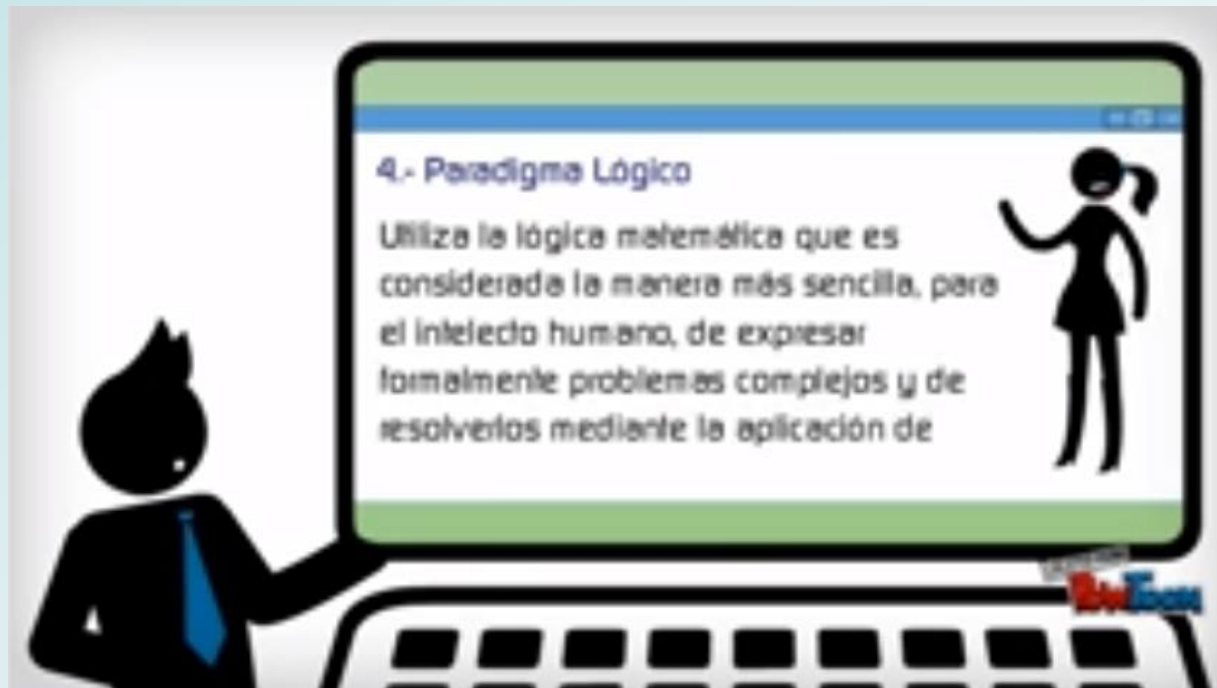 4.- Paradigma Lógico
Utiliza la lógica matemática que es
considerada la manera más sencilla, para
el intelecto humano, de expresar
formalmente problemas complejos y de
resolverlos mediante la aplicación de
PowToon